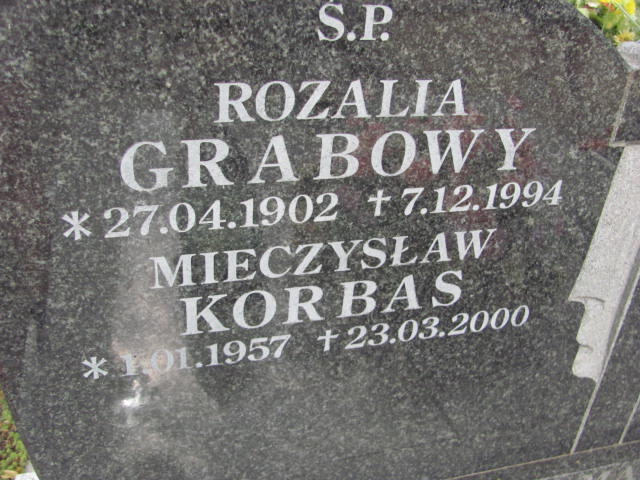 Ś.P.
ROZALIA
GRABOWY
* 27.04.1902 † 7.12.1994
MIECZYSŁAW
KORBAS
* 1.01.1957 † 23.03.2000